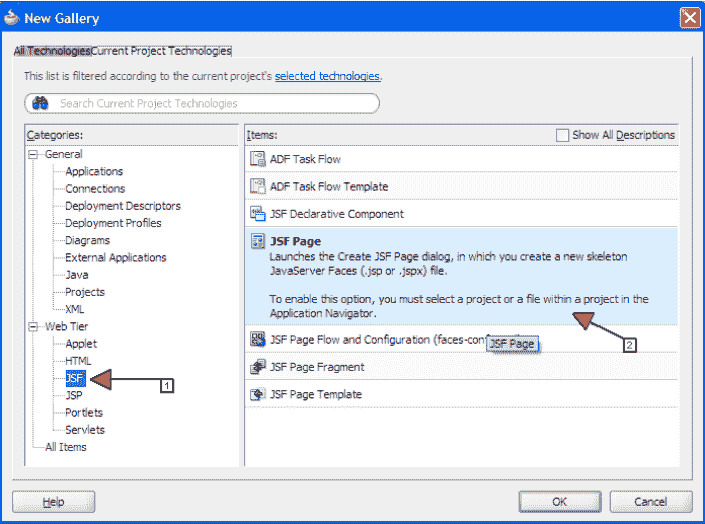 New Gallery
All Technologies Current Project Technologies
This list is filtered according to the current project's selected technologies.
Search Current Project Technologies
Categories:
General
Applications
Connections
Deployment Descriptors
Deployment Profiles
Diagrams
External Applications
Java
Projects
XML
Web Tier
Applet
HTML
JSF
1
JSP
Portlets
Servlets
All Items
Items:
Show All Descriptions
ADF Task Flow
ADF Task Flow Template
JSF Declarative Component
JSF Page
Launches the Create JSF Page dialog, in which you create a new skeleton
JavaServer Faces (.jsp or .jspx) file.
To enable this option, you must select a project or a file within a project in the
Application Navigator.
2
JSF Page Flow and Configuration
JSF Page
JSF Page Fragment
JSF Page Template
Help
OK
Cancel